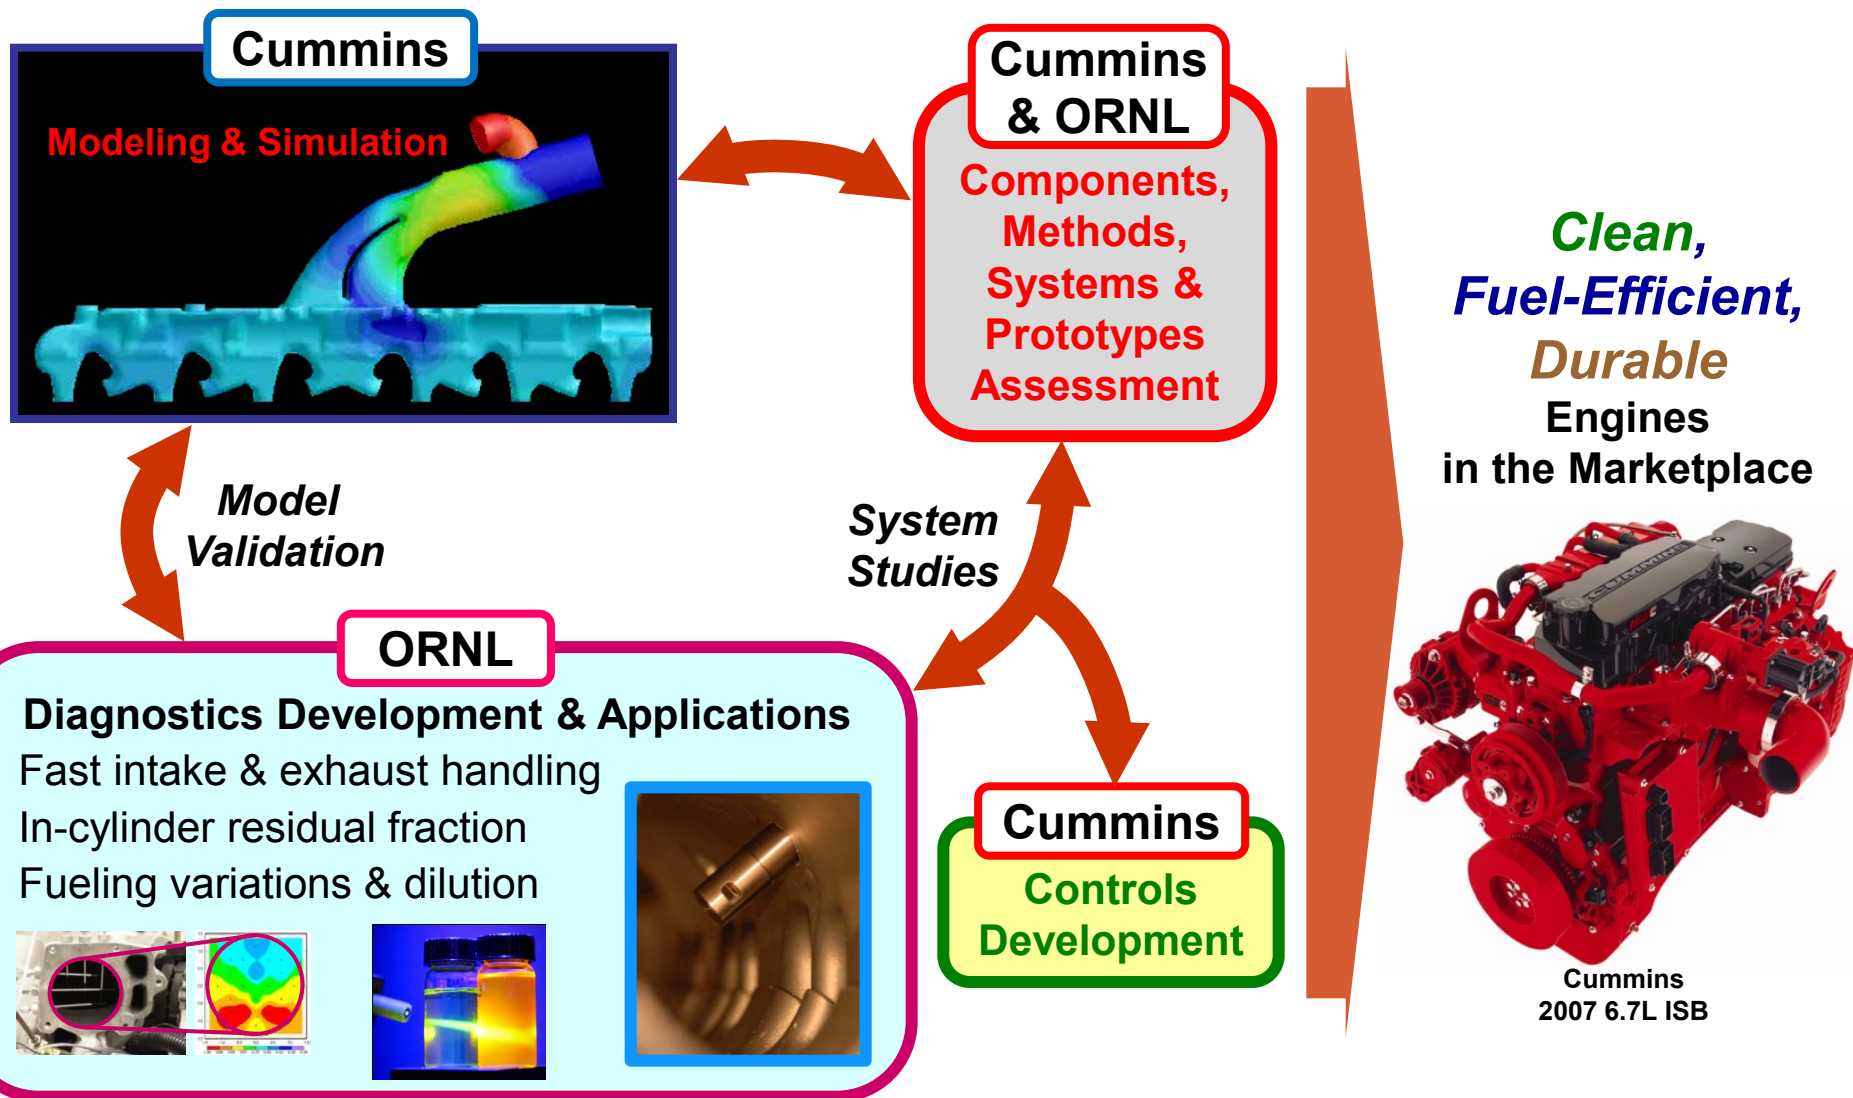 Cummins
Modeling & Simulation
Cummins
& ORNL
Components,
Methods,
Systems &
Prototypes
Assessment
Clean,
Fuel-Efficient,
Durable
Engines
in the Marketplace
Model
Validation
System
Studies
ORNL
Diagnostics Development & Applications
Fast intake & exhaust handling
In-cylinder residual fraction
Fueling variations & dilution
Cummins
Controls
Development
CUMMINS
Cummins
2007 6.7L ISB